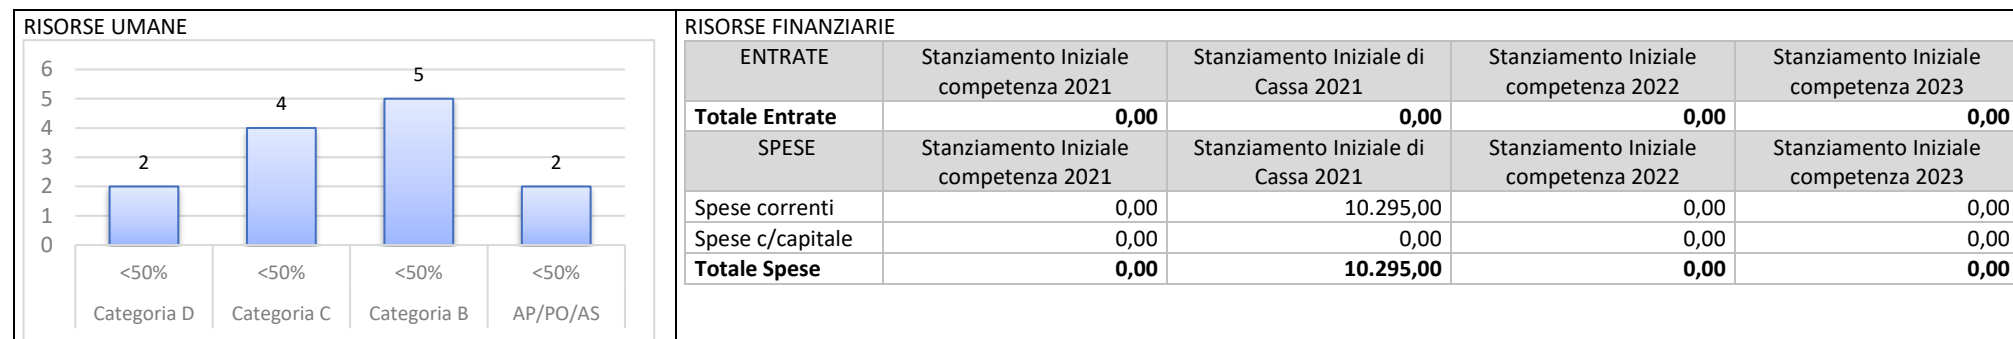 RISORSE UMANE
6
5
4
3
2
1
0
2
4
5
2
<50% <50% <50% <50%
Categoria D Categoria C Categoria B AP/PO/AS
RISORSE FINANZIARIE
ENTRATE Stanziamento Iniziale Stanziamento Iniziale di Stanziamento Iniziale Stanziamento Iniziale
competenza 2021 Cassa 2021 competenza 2022 competenza 2023
Totale Entrate 0,00 0,00 0,00 0,00
SPESE Stanziamento Iniziale Stanziamento Iniziale di Stanziamento Iniziale Stanziamento Iniziale
competenza 2021 Cassa 2021 competenza 2022 competenza 2023
Spese correnti 0,00 10.295,00 0,00 0,00
Spese c/capitale 0,00 0,00 0,00 0,00
Totale Spese 0,00 10.295,00 0,00 0,00